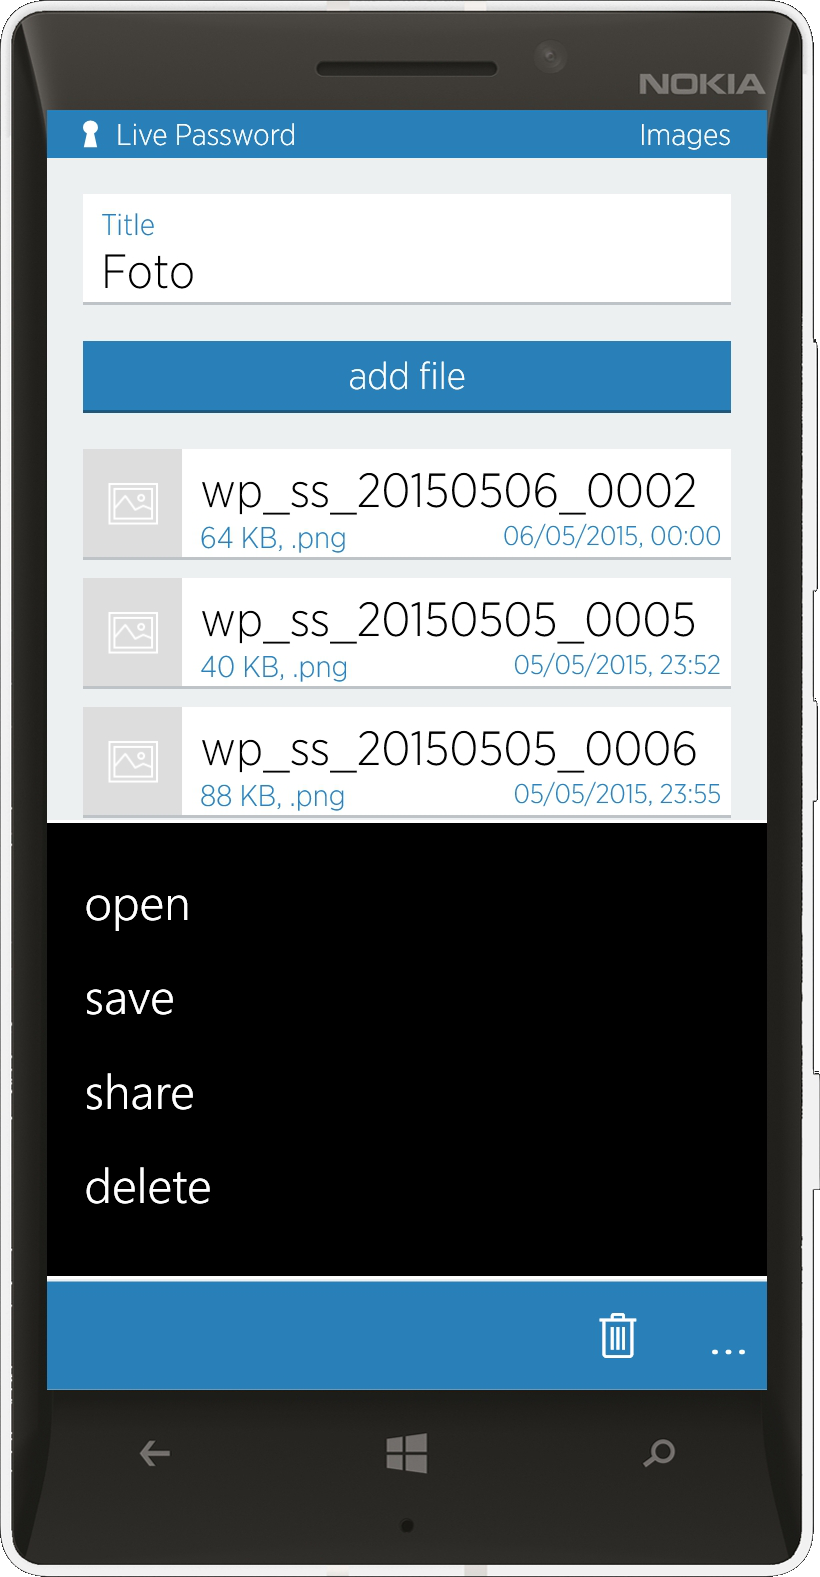 NOKIA
Live Password Images
Title
Foto
add file
wp_ss_20150506_0002
64 KB, .png 06/05/2015, 00:00
wp_ss_20150505_0005
40 KB, .png 05/05/2015, 23:52
wp_ss_20150505_0006
88 KB, .png 05/05/2015, 23:55
open
save
share
delete
...